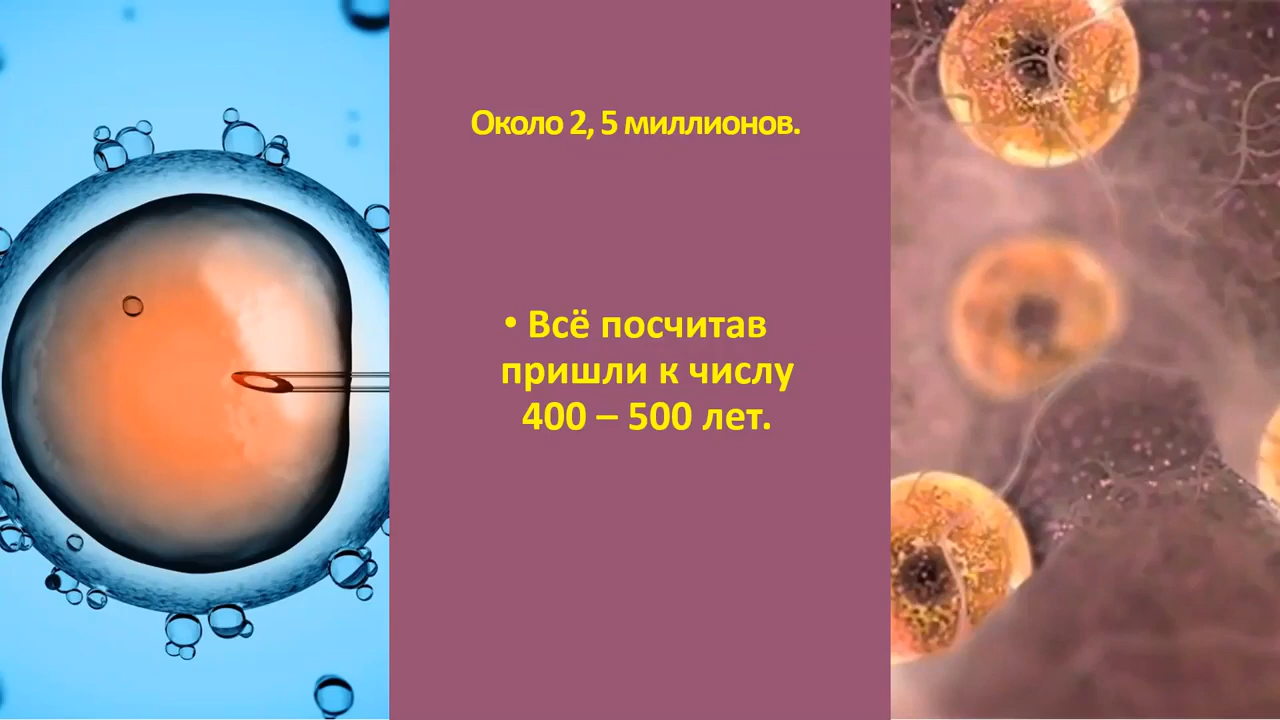 Около 2, 5 миллионов.
• Всё посчитав
пришли к числу
400 – 500 лет.